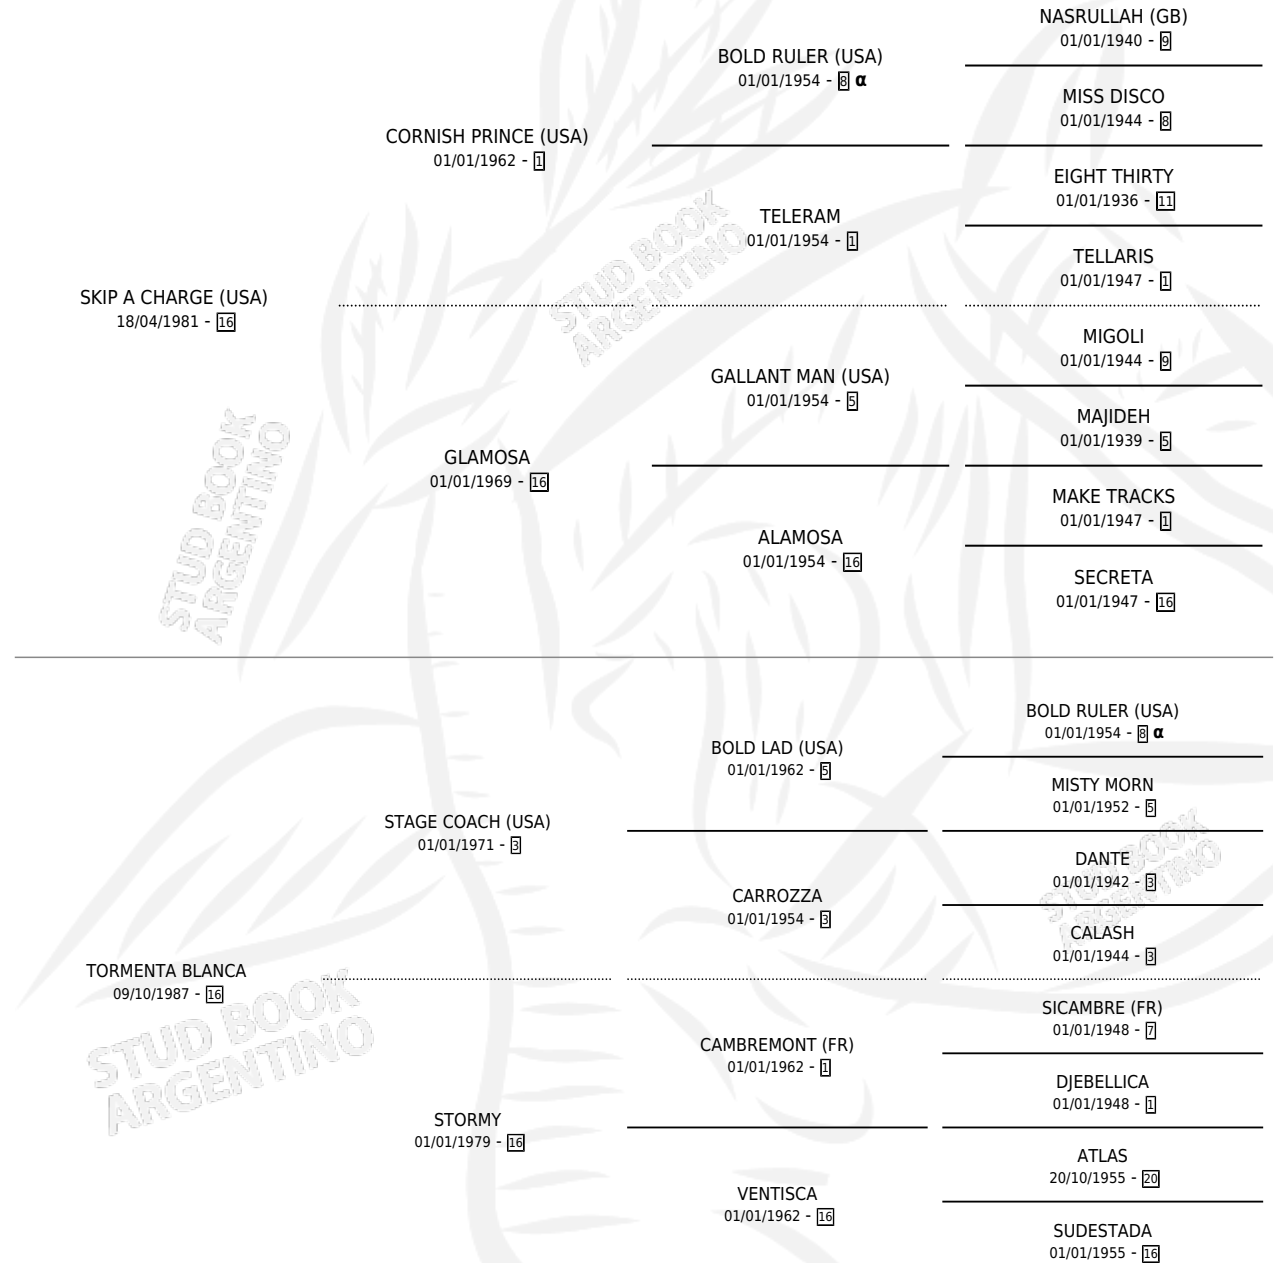 NASRULLAH (GB)
01/01/1940 - 9
BOLD RULER (USA)
01/01/1954 - 8 α
MISS DISCO
01/01/1944 - 8
CORNISH PRINCE (USA)
01/01/1962 - 1
EIGHT THIRTY
01/01/1936 - 11
TELERAM
01/01/1954 - 1
TELLARIS
01/01/1947 - 1
SKIP A CHARGE (USA)
18/04/1981 - 16
MIGOLI
01/01/1944 - 9
GALLANT MAN (USA)
01/01/1954 - 5
MAJIDEH
01/01/1939 - 5
GLAMOSA
01/01/1969 - 16
MAKE TRACKS
01/01/1947 - 1
ALAMOSA
01/01/1954 - 16
SECRETA
01/01/1947 - 16
BOLD RULER (USA)
01/01/1954 - 8 α
BOLD LAD (USA)
01/01/1962 - 5
MISTY MORN
01/01/1952 - 5
STAGE COACH (USA)
01/01/1971 - 3
DANTE
01/01/1942 - 3
CARROZZA
01/01/1954 - 3
CALASH
01/01/1944 - 3
TORMENTA BLANCA
09/10/1987 - 16
SICAMBRE (FR)
01/01/1948 - 7
CAMBREMONT (FR)
01/01/1962 - 1
DJEBELLICA
01/01/1948 - 1
STORMY
01/01/1979 - 16
ATLAS
20/10/1955 - 20
VENTISCA
01/01/1962 - 16
SUDESTADA
01/01/1955 - 16
STUD BOOK
ARGENTINO
STUD BOOK
ARGENTINO
STUD BOOK
ARGENTINO
STUD BOOK
ARGENTINO